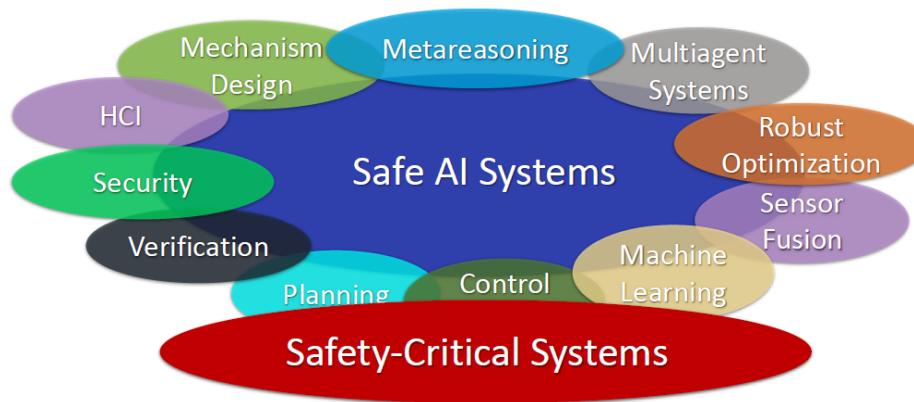 Mechanism
Design
Metareasoning
Multiagent
Systems
HCI
Robust
Optimization
Safe AI Systems
Security
Sensor
Fusion
Verification
Machine
Learning
Planning
Control
Safety-Critical Systems